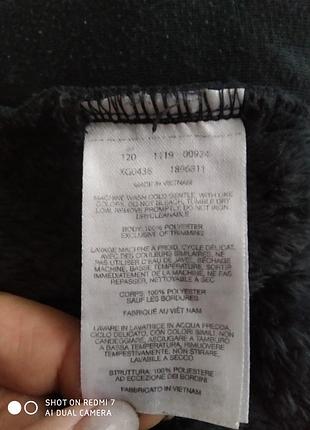 120 1119 00924
XG0438 1896811
MADE IN VIETNAM
MACHINE WASH COLD GENTLE, WITH LIKE
COLORS, DO NOT BLEACH, TUMBLE DRY
LOW, REMOVE PROMPTLY, DO NOT IRON
DRYCLEANABLE
BODY: 100% POLYESTER
EXCLUSIVE OF TRIMMING
LAVAGE MACHINE A FROID, CYCLE DELICAT,
AVEC DES COULEURS SIMILAIRES, NE
PAS UTILISER D'EAU DE JAVEL, SÉCHAGE
MACHINE, BASSE TEMPÉRATURE, SORTIR
IMMÉDIATEMENT DE LA MACHINE, NE PAS
REPASSER, NETTOYABLE A SEC
CORPS: 100% POLYESTER
SAUF LES BORDURES
FABRIQUÉ AU VIÊT NAM
LAVARE IN LAVATRICE IN ACQUA FREDDA,
CICLO DELICATO, CON COLORI SIMILI NON
CANDEGGIARE, ASCIUGARE A TAMBURO
A BASSA TEMPERATURA, RIMUOVERE
TEMPESTIVAMENTE, NON STIRARE,
LAVABILE A SECCO
STRUTTURA: 100% POLIESTERE
AD ECCEZIONE DEI BORDINI
FABBRICATO IN VIETNAM
SHOT ON REDMI 7
AI DUAL CAMERA